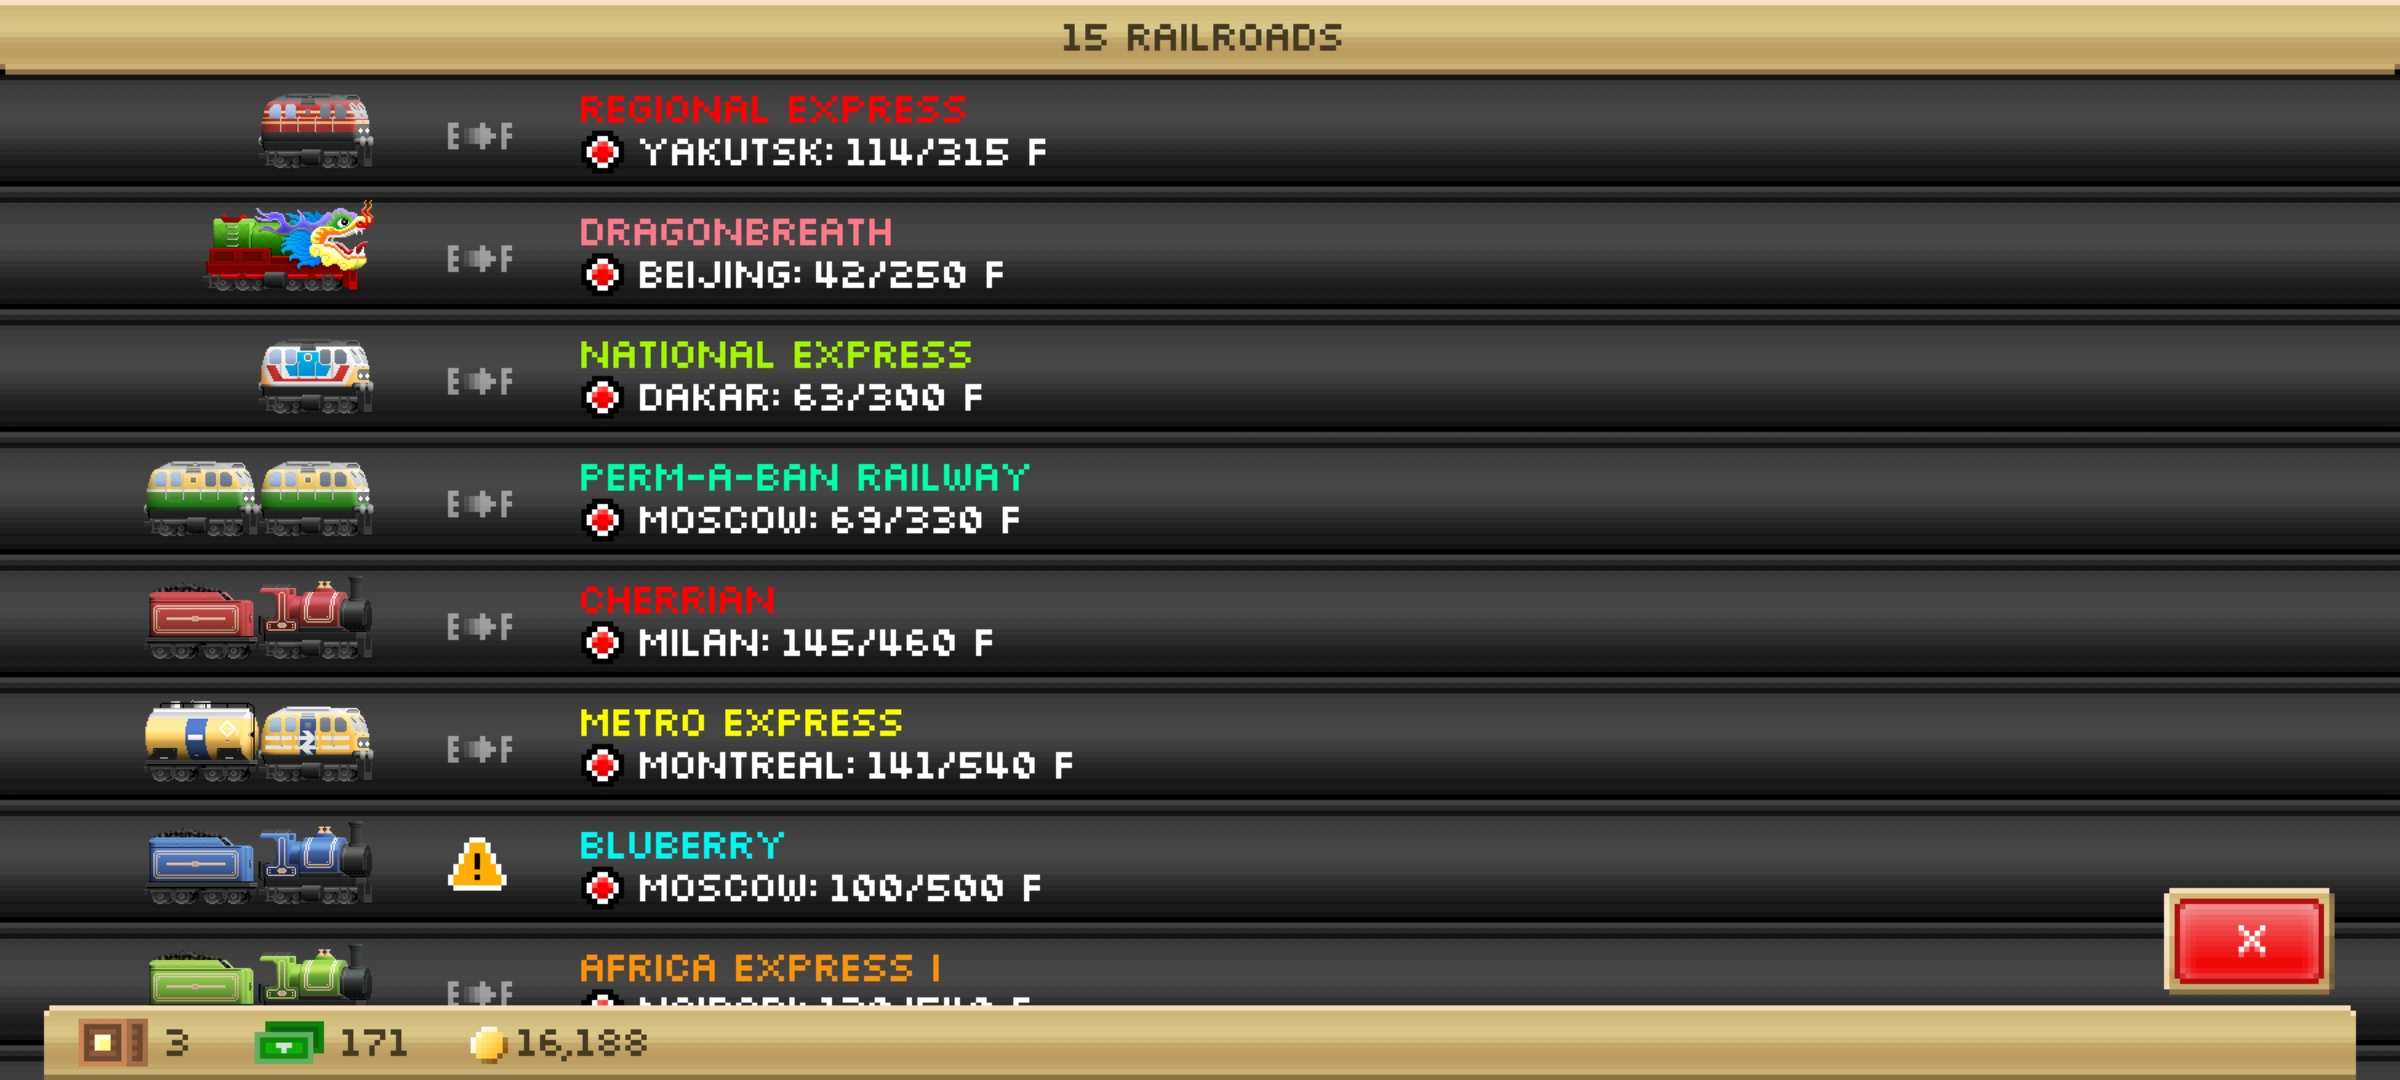 15 RAILROADS
E F
REGIONAL EXPRESS
YAKUTSK: 114/315 F
E F
DRAGONBREATH
BEIJING: 42/250 F
E F
NATIONAL EXPRESS
DAKAR: 63/300 F
E F
PERM-A-BAN RAILWAY
MOSCOW: 69/330 F
E F
CHERRIAN
MILAN: 145/460 F
E F
METRO EXPRESS
MONTREAL: 141/540 F
!
BLUBERRY
MOSCOW: 100/500 F
E F
AFRICA EXPRESS I
X
3 171 16,188